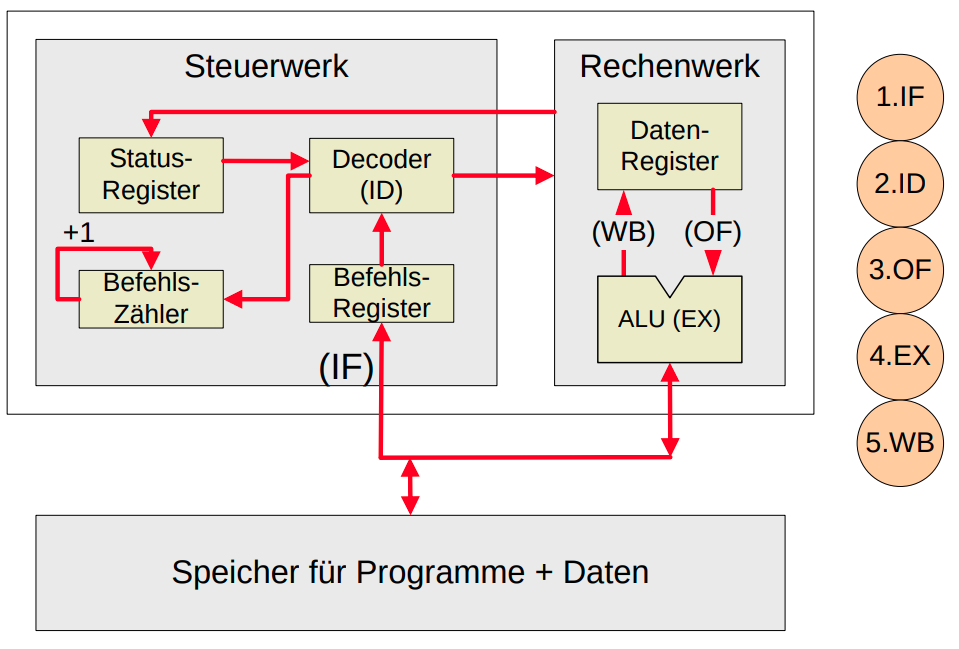 Steuerwerk
Rechenwerk
Status-
Register
Decoder
(ID)
Daten-
Register
+1
(WB)
(OF)
Befehls-
Zähler
Befehls-
Register
ALU (EX)
(IF)
Speicher für Programme + Daten
1.IF
2.ID
3.OF
4.EX
5.WB